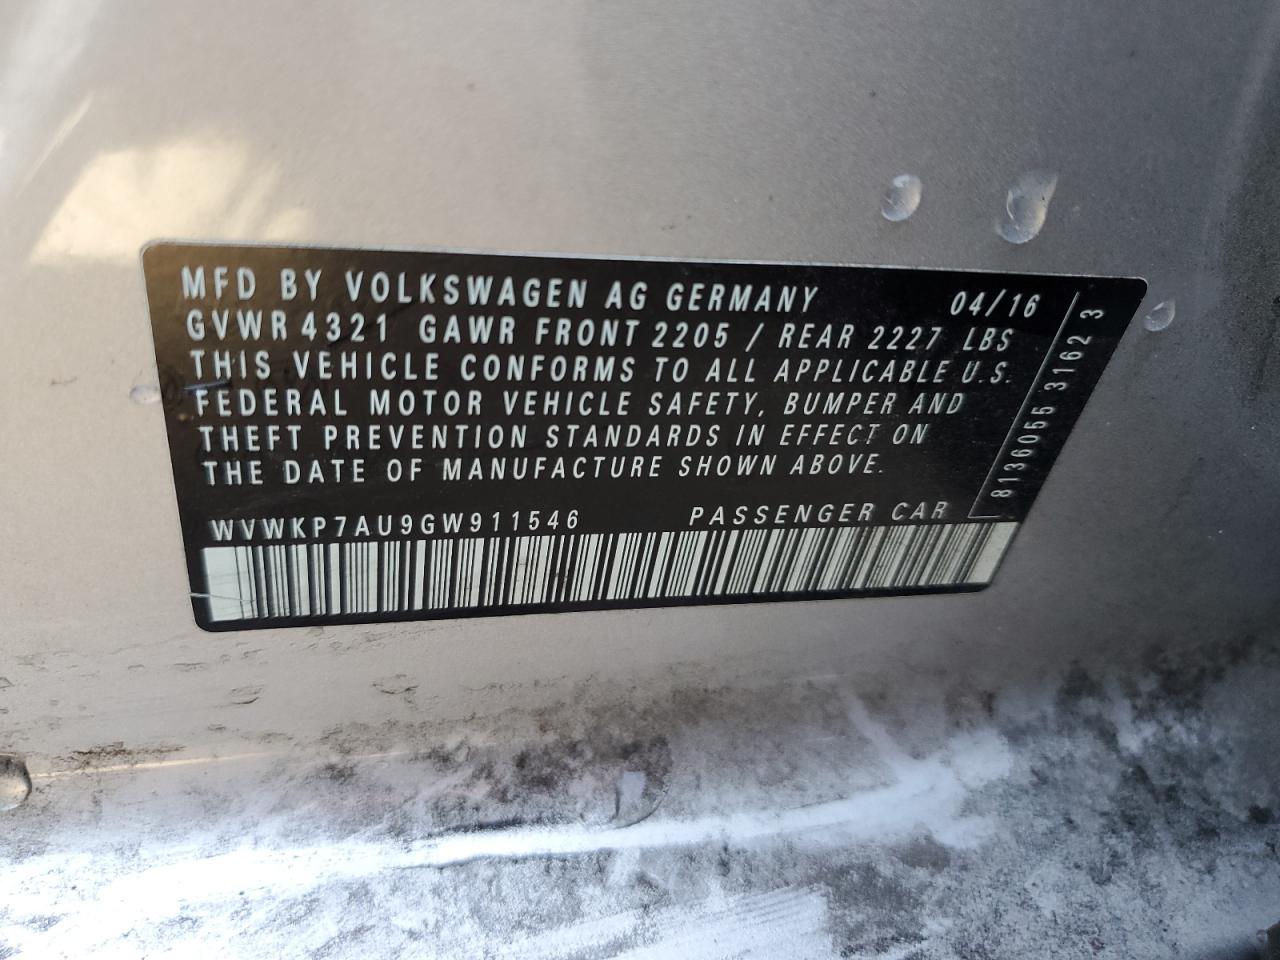 MFD BY VOLKSWAGEN AG GERMANY 04/16
GVWR 4321 GAWR FRONT 2205 / REAR 2227 LBS
THIS VEHICLE CONFORMS TO ALL APPLICABLE U.S.
FEDERAL MOTOR VEHICLE SAFETY, BUMPER AND
THEFT PREVENTION STANDARDS IN EFFECT ON
THE DATE OF MANUFACTURE SHOWN ABOVE.
WVWKP7AU9GW911546 PASSENGER CAR
8136055 3162 3